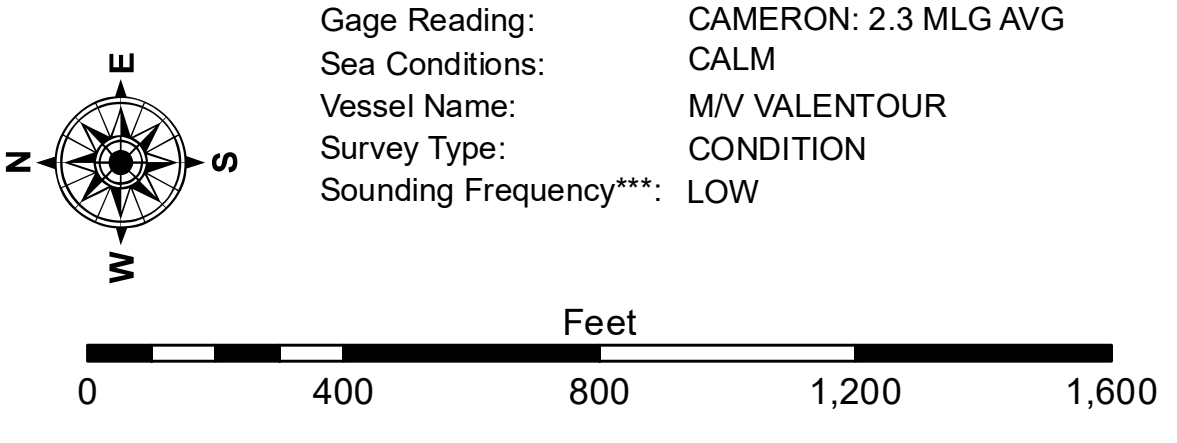 Gage Reading: CAMERON: 2.3 MLG AVG
Sea Conditions: CALM
Vessel Name: M/V VALENTOUR
Survey Type: CONDITION
Sounding Frequency***: LOW
E
N
S
W
Feet
0 400 800 1,200 1,600